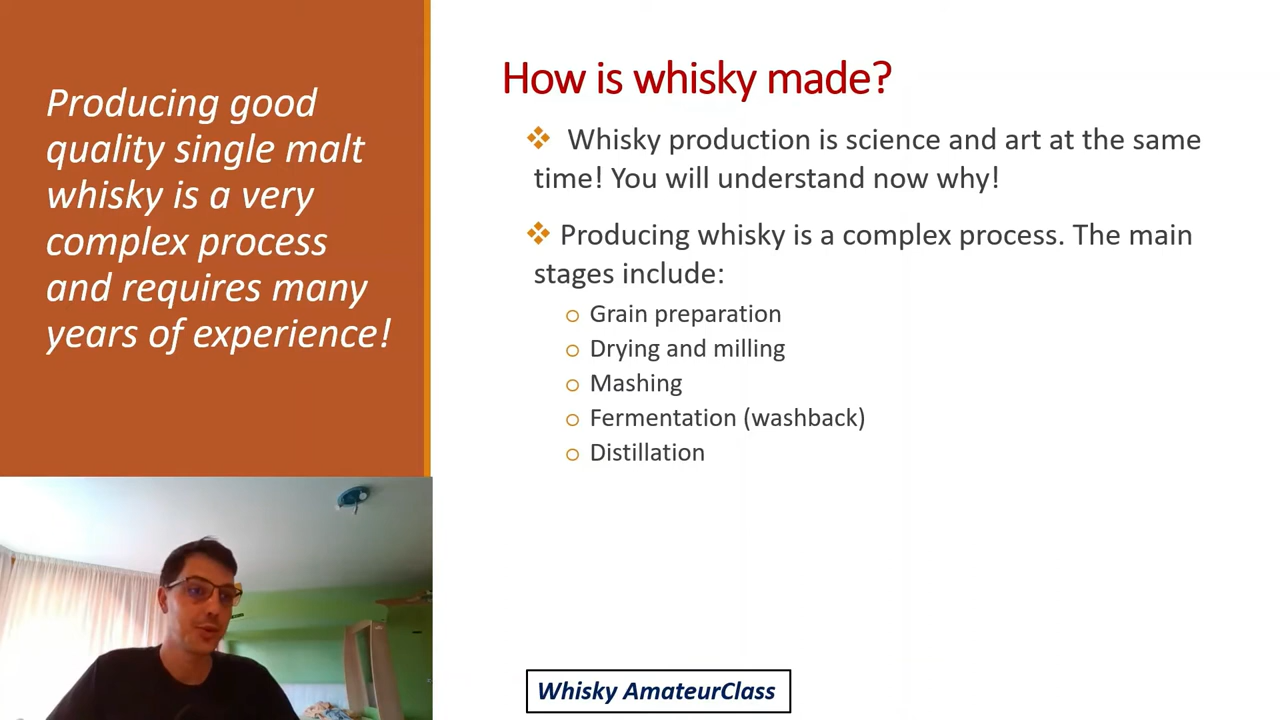 Producing good
quality single malt
whisky is a very
complex process
and requires many
years of experience!
How is whisky made?
❖ Whisky production is science and art at the same
time! You will understand now why!
❖ Producing whisky is a complex process. The main
stages include:
o Grain preparation
o Drying and milling
o Mashing
o Fermentation (washback)
o Distillation
Whisky AmateurClass